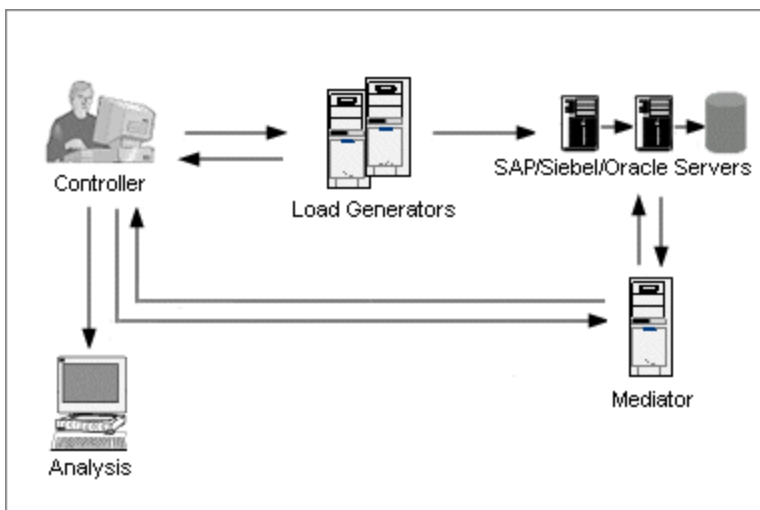 Controller
Load Generators
SAP/Siebel/Oracle Servers
Mediator
Analysis